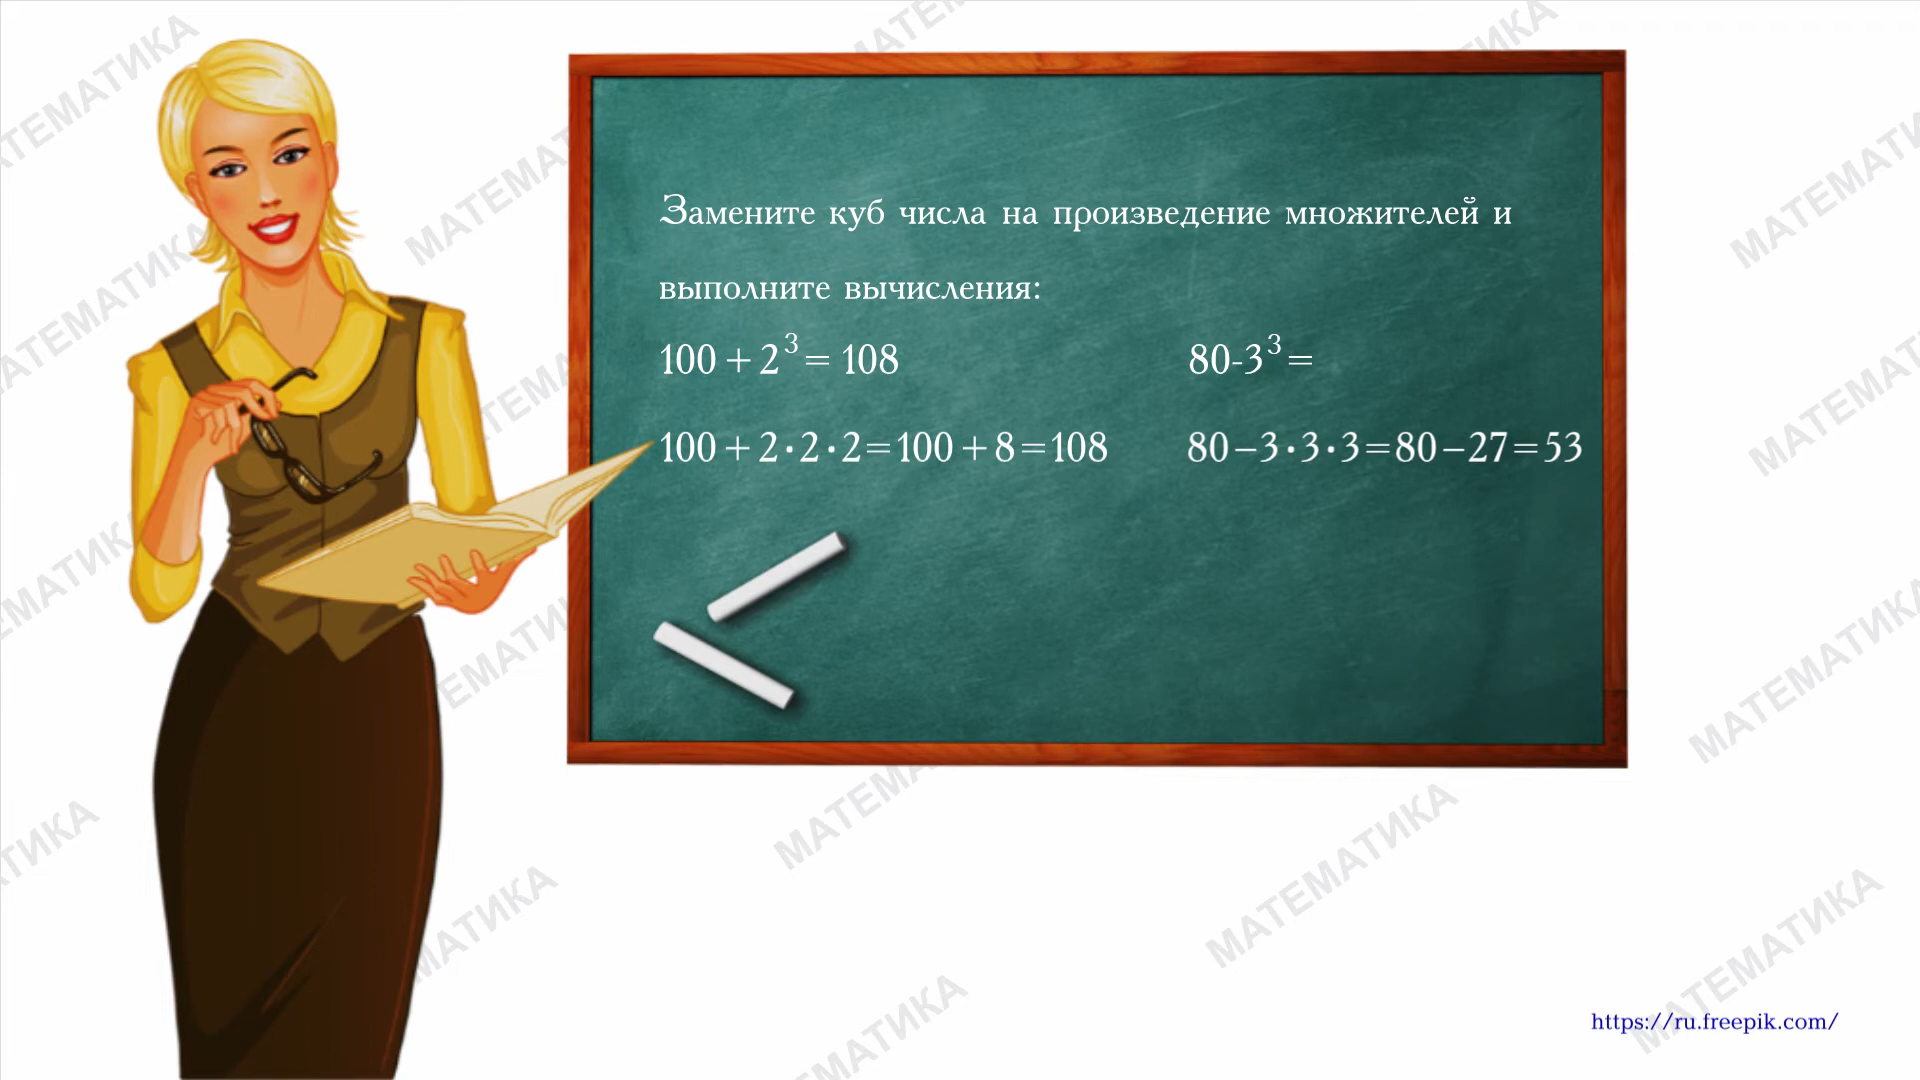 Замените куб числа на произведение множителей и
выполните вычисления:
100 + 2³ = 108
80-3³ =
100 + 2·2·2=100 + 8=108
80−3·3·3=80−27=53
МАТЕМАТИКА
https://ru.freepik.com/